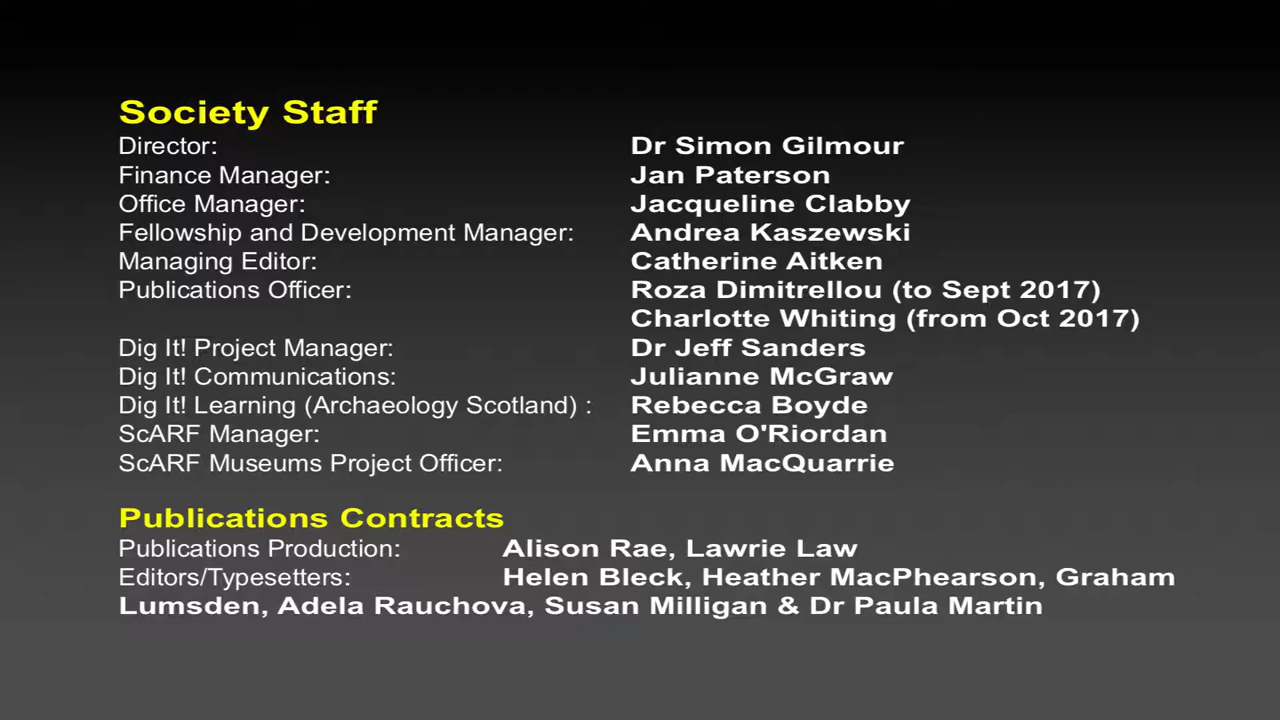 Society Staff
Director: Dr Simon Gilmour
Finance Manager: Jan Paterson
Office Manager: Jacqueline Clabby
Fellowship and Development Manager: Andrea Kaszewski
Managing Editor: Catherine Aitken
Publications Officer: Roza Dimitrellou (to Sept 2017)
Charlotte Whiting (from Oct 2017)
Dig It! Project Manager: Dr Jeff Sanders
Dig It! Communications: Julianne McGraw
Dig It! Learning (Archaeology Scotland) : Rebecca Boyde
ScARF Manager: Emma O'Riordan
ScARF Museums Project Officer: Anna MacQuarrie
Publications Contracts
Publications Production: Alison Rae, Lawrie Law
Editors/Typesetters: Helen Bleck, Heather MacPhearson, Graham
Lumsden, Adela Rauchova, Susan Milligan & Dr Paula Martin